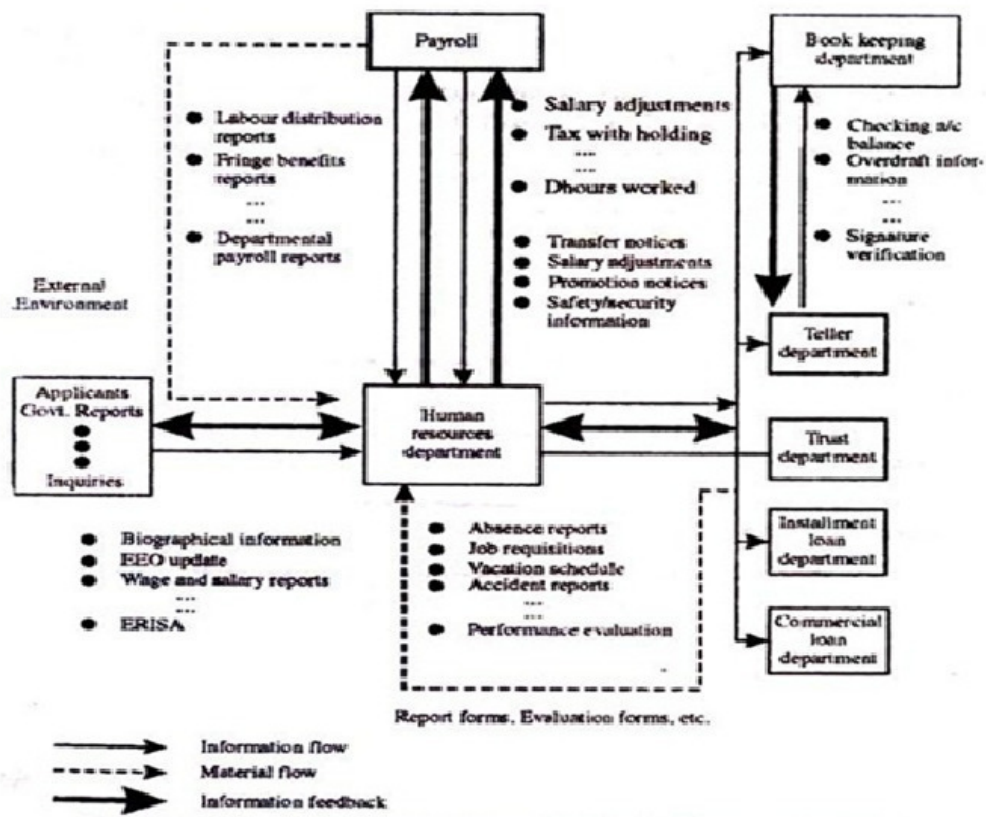 Payroll
Book keeping
department
Labour distribution
reports
Fringe benefits
reports
....
....
Departmental
payroll reports
Salary adjustments
Tax with holding
....
....
Dhours worked
Transfer notices
Salary adjustments
Promotion notices
Safety/security
information
Checking a/c
balance
Overdraft infor-
mation
....
....
Signature
verification
External
Environment
Teller
department
Applicants
Govt. Reports
Inquiries
Human
resources
department
Trust
department
Biographical information
EEO update
Wage and salary reports
....
....
ERISA
Absence reports
Job requisitions
Vacation schedule
Accident reports
....
....
Performance evaluation
Installment
loan
department
Commercial
loan
department
Report forms, Evaluation forms, etc.
Information flow
Material flow
Information feedback